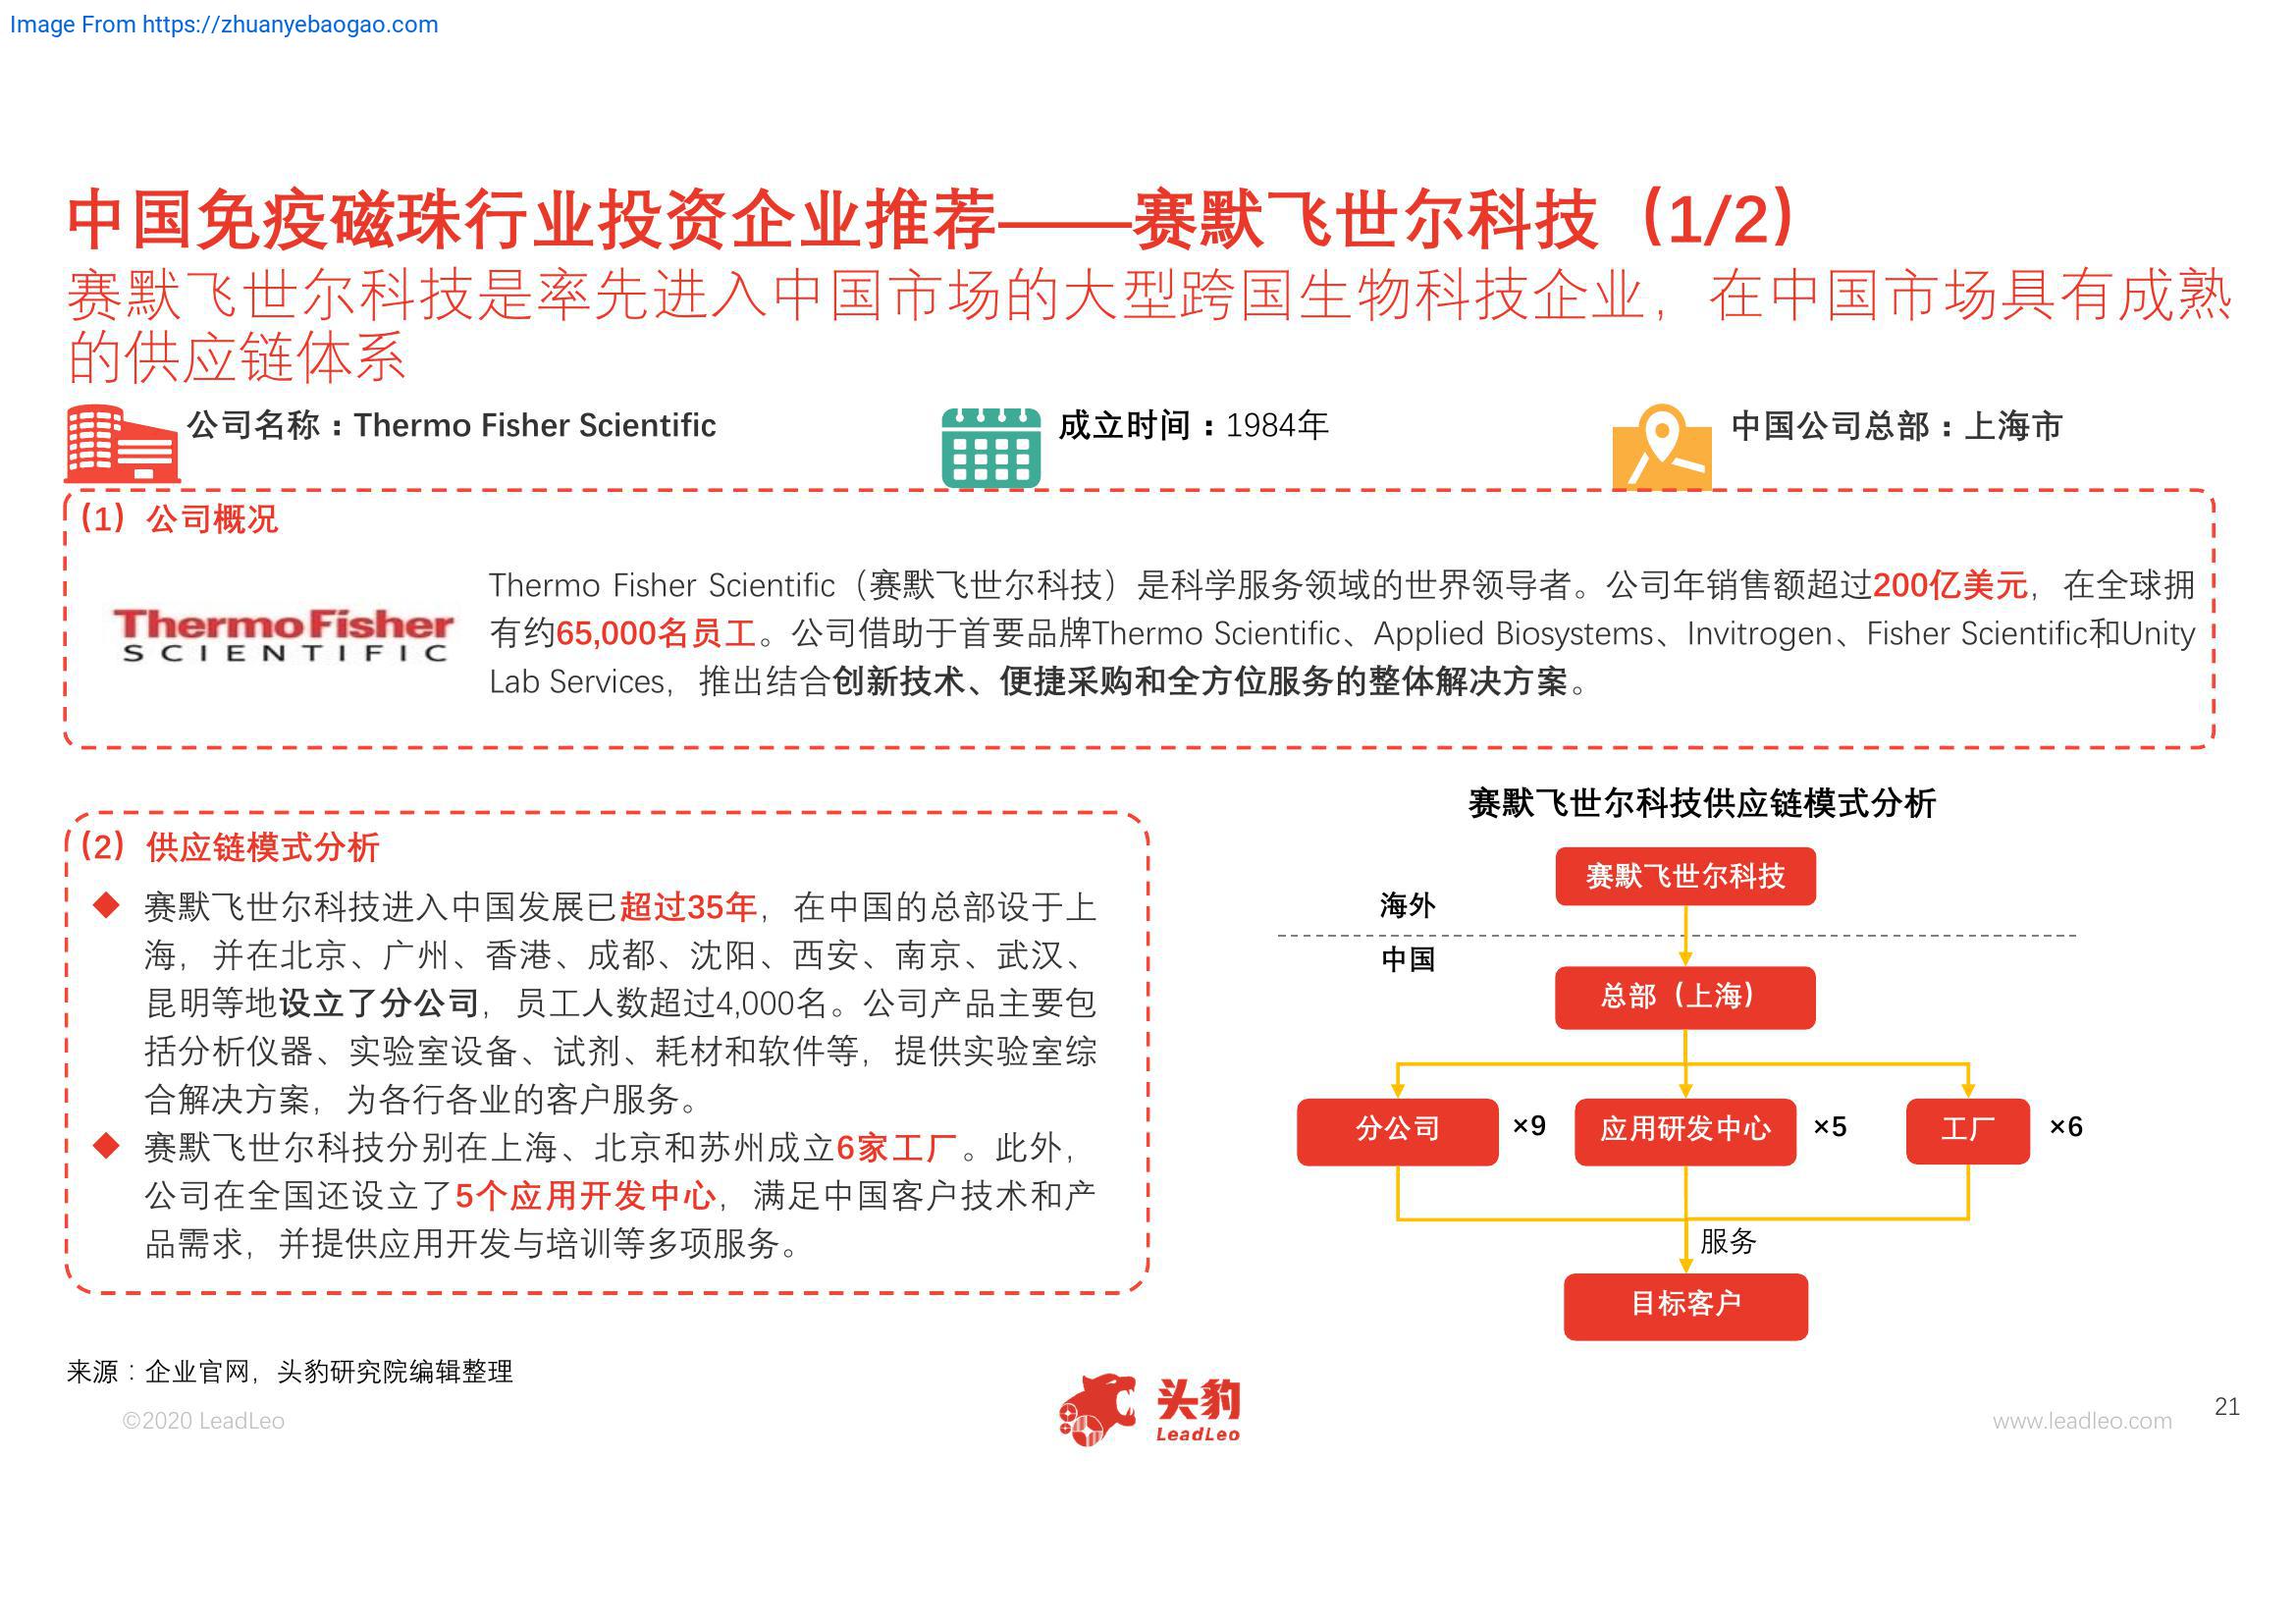 Image From https://zhuanyebaogao.com
中国免疫磁珠行业投资企业推荐——赛默飞世尔科技（1/2）
赛默飞世尔科技是率先进入中国市场的大型跨国生物科技企业，在中国市场具有成熟
的供应链体系
公司名称：Thermo Fisher Scientific
成立时间：1984年
中国公司总部：上海市
（1）公司概况
ThermoFisher
SCIENTIFIC
Thermo Fisher Scientific（赛默飞世尔科技）是科学服务领域的世界领导者。公司年销售额超过200亿美元，在全球拥
有约65,000名员工。公司借助于首要品牌Thermo Scientific、Applied Biosystems、Invitrogen、Fisher Scientific和Unity
Lab Services，推出结合创新技术、便捷采购和全方位服务的整体解决方案。
（2）供应链模式分析
赛默飞世尔科技进入中国发展已超过35年，在中国的总部设于上
海，并在北京、广州、香港、成都、沈阳、西安、南京、武汉、
昆明等地设立了分公司，员工人数超过4,000名。公司产品主要包
括分析仪器、实验室设备、试剂、耗材和软件等，提供实验室综
合解决方案，为各行各业的客户服务。
赛默飞世尔科技分别在上海、北京和苏州成立6家工厂。此外，
公司在全国还设立了5个应用开发中心，满足中国客户技术和产
品需求，并提供应用开发与培训等多项服务。
赛默飞世尔科技供应链模式分析
赛默飞世尔科技
海外
中国
总部（上海）
分公司 ×9 应用研发中心 ×5 工厂 ×6
服务
目标客户
来源：企业官网，头豹研究院编辑整理
©2020 LeadLeo
头豹
LeadLeo
www.leadleo.com
21